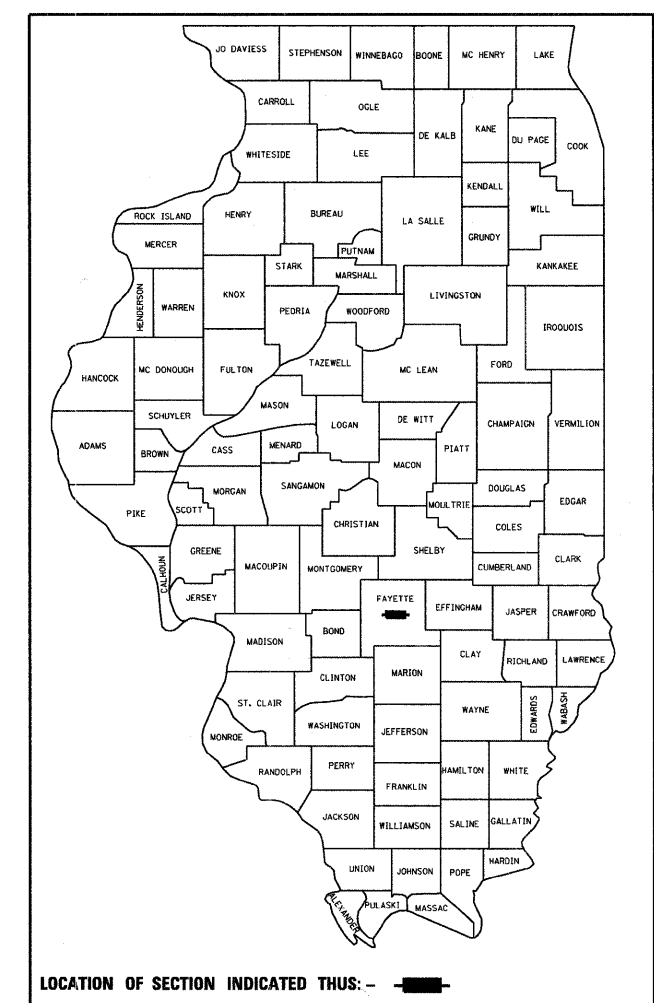 JO DAVIESS STEPHENSON WINNEBAGO BOONE MC HENRY LAKE
CARROLL OGLE DE KALB KANE DU PAGE COOK
WHITESIDE LEE
KENDALL WILL
ROCK ISLAND HENRY BUREAU LA SALLE
MERCER PUTNAM GRUNDY
STARK MARSHALL KANKAKEE
HENDERSON WARREN KNOX PEORIA WOODFORD LIVINGSTON
IROQUOIS
HANCOCK MC DONOUGH FULTON TAZEWELL MC LEAN FORD
SCHUYLER MASON
ADAMS BROWN CASS MENARD LOGAN DE WITT PIATT CHAMPAIGN VERMILION
MACON
PIKE SCOTT MORGAN SANGAMON MOULTRIE DOUGLAS EDGAR
CHRISTIAN COLES
CALHOUN GREENE MACOUPIN MONTGOMERY SHELBY CUMBERLAND CLARK
JERSEY FAYETTE EFFINGHAM JASPER CRAWFORD
MADISON BOND
CLINTON MARION CLAY RICHLAND LAWRENCE
ST. CLAIR WASHINGTON JEFFERSON WAYNE EDWARDS WABASH
MONROE
RANDOLPH PERRY FRANKLIN HAMILTON WHITE
JACKSON WILLIAMSON SALINE GALLATIN
UNION JOHNSON POPE HARDIN
ALEXANDER PULASKI MASSAC
LOCATION OF SECTION INDICATED THUS: -